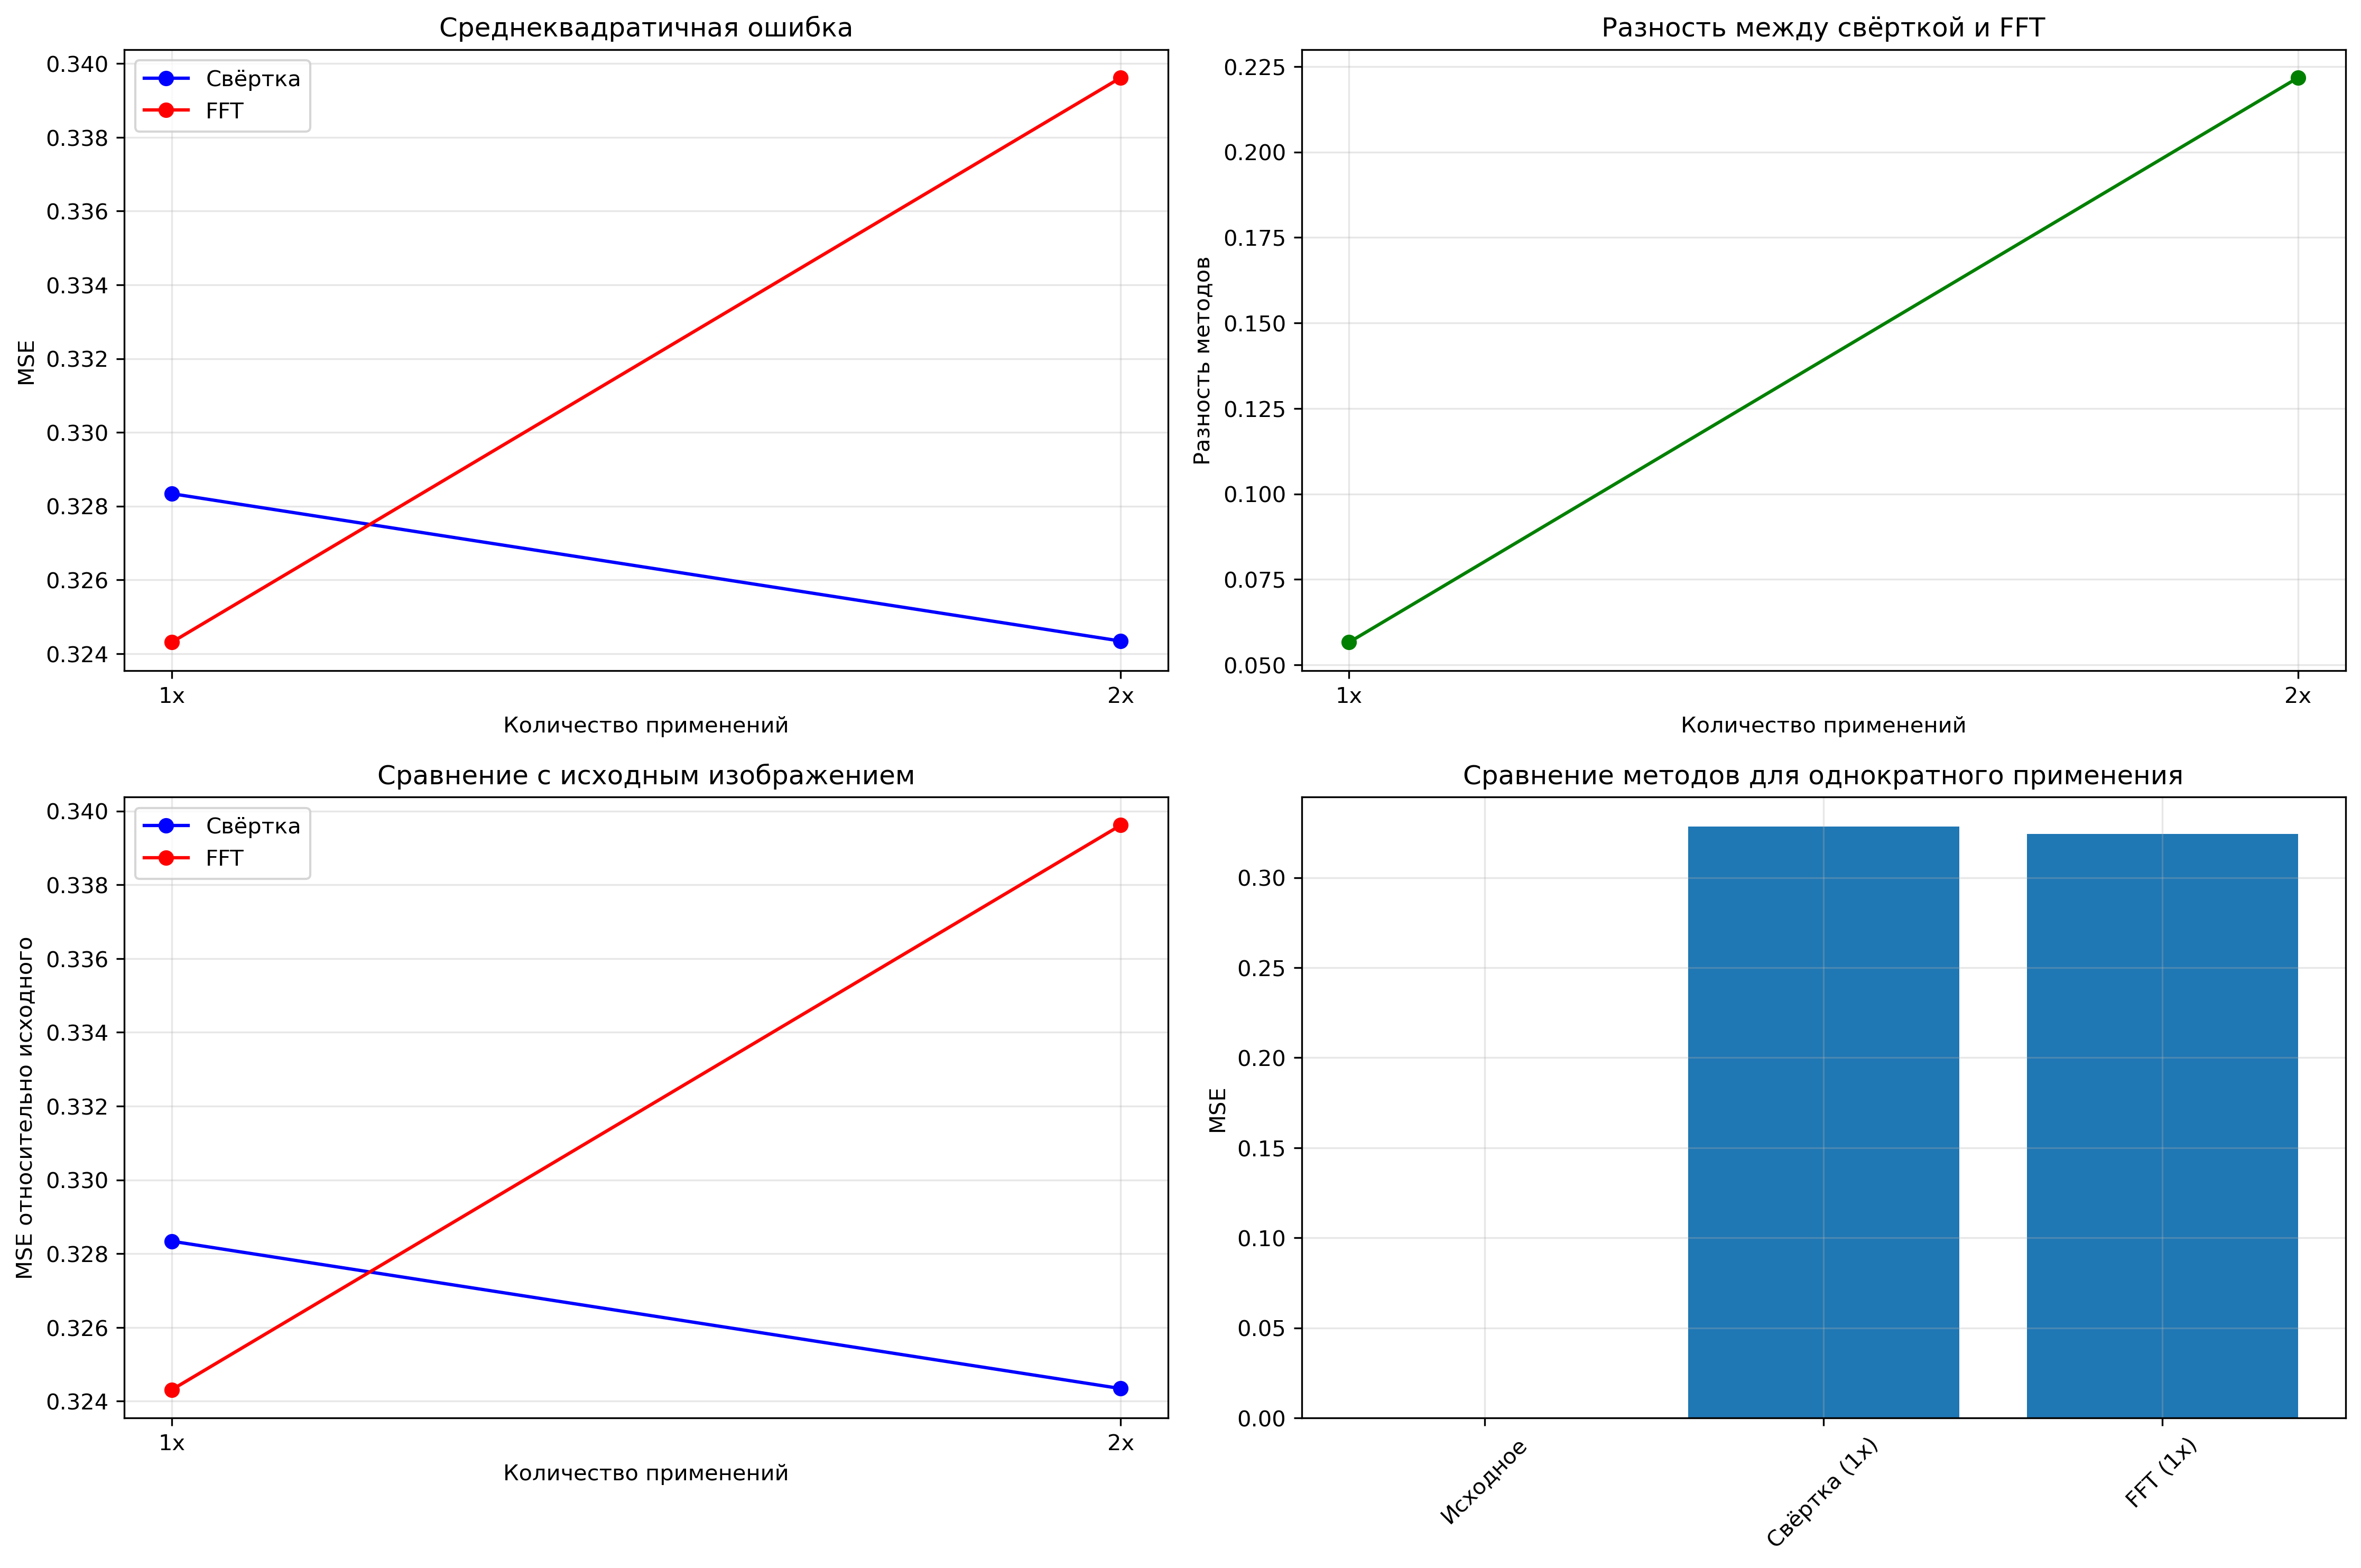 Среднеквадратичная ошибка
Свёртка
FFT
0.340
0.338
0.336
0.334
0.332
0.330
0.328
0.326
0.324
MSE
1x
2x
Количество применений
Разность между свёрткой и FFT
0.225
0.200
0.175
0.150
0.125
0.100
0.075
0.050
Разность методов
1x
2x
Количество применений
Сравнение с исходным изображением
Свёртка
FFT
0.340
0.338
0.336
0.334
0.332
0.330
0.328
0.326
0.324
MSE относительно исходного
1x
2x
Количество применений
Сравнение методов для однократного применения
0.30
0.25
0.20
0.15
0.10
0.05
0.00
MSE
Исходное
Свёртка (1x)
FFT (1x)